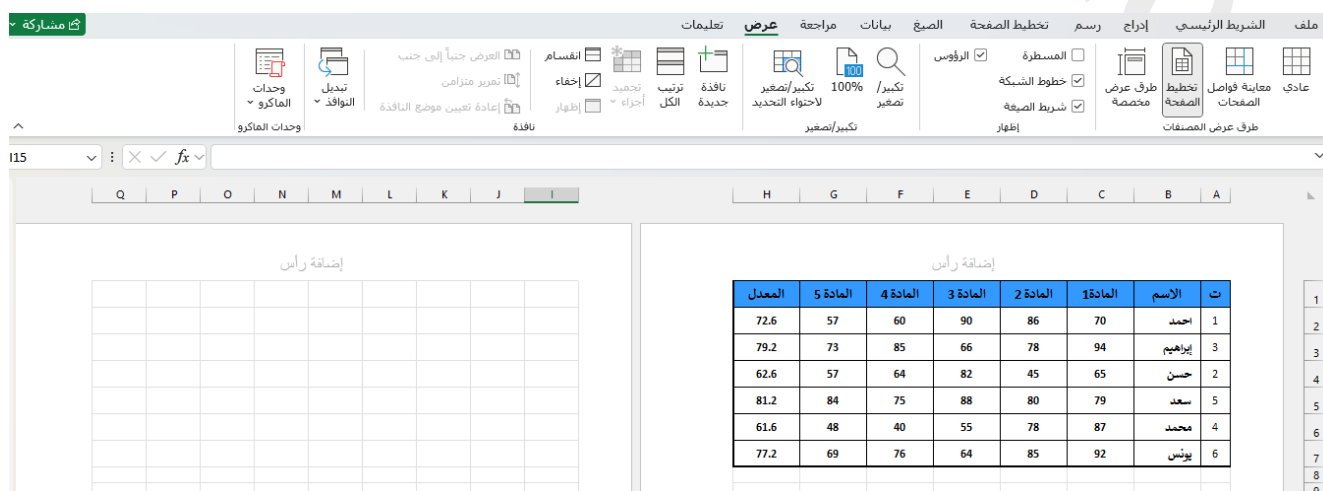 ملف الشريط الرئيسي إدراج رسم تخطيط الصفحة الصيغ بيانات مراجعة عرض تعليمات مشاركة
عادي
معاينة فواصل الصفحات
تخطيط الصفحة
طرق عرض مخصصة
طرق عرض المصنفات
المسطرة
الرؤوس
خطوط الشبكة
شريط الصيغة
إظهار
تكبير/تصغير
100
100%
تكبير/تصغير لاحتواء التحديد
تكبير/تصغير
نافذة جديدة
ترتيب الكل
تجميد أجزاء
انقسام
إخفاء
إظهار
العرض جنباً إلى جنب
تمرير متزامن
إعادة تعيين موضع النافذة
تبديل النوافذ
نافذة
وحدات الماكرو
وحدات الماكرو
I15 fx
A B C D E F G H I J K L M N O P Q
إضافة رأس
إضافة رأس
1 ت الاسم المادة1 المادة 2 المادة 3 المادة 4 المادة 5 المعدل
2 1 احمد 70 86 90 60 57 72.6
3 3 إبراهيم 94 78 66 85 73 79.2
4 2 حسن 65 45 82 64 57 62.6
5 5 سعد 79 80 88 75 84 81.2
6 4 محمد 87 78 55 40 48 61.6
7 6 يونس 92 85 64 76 69 77.2
8